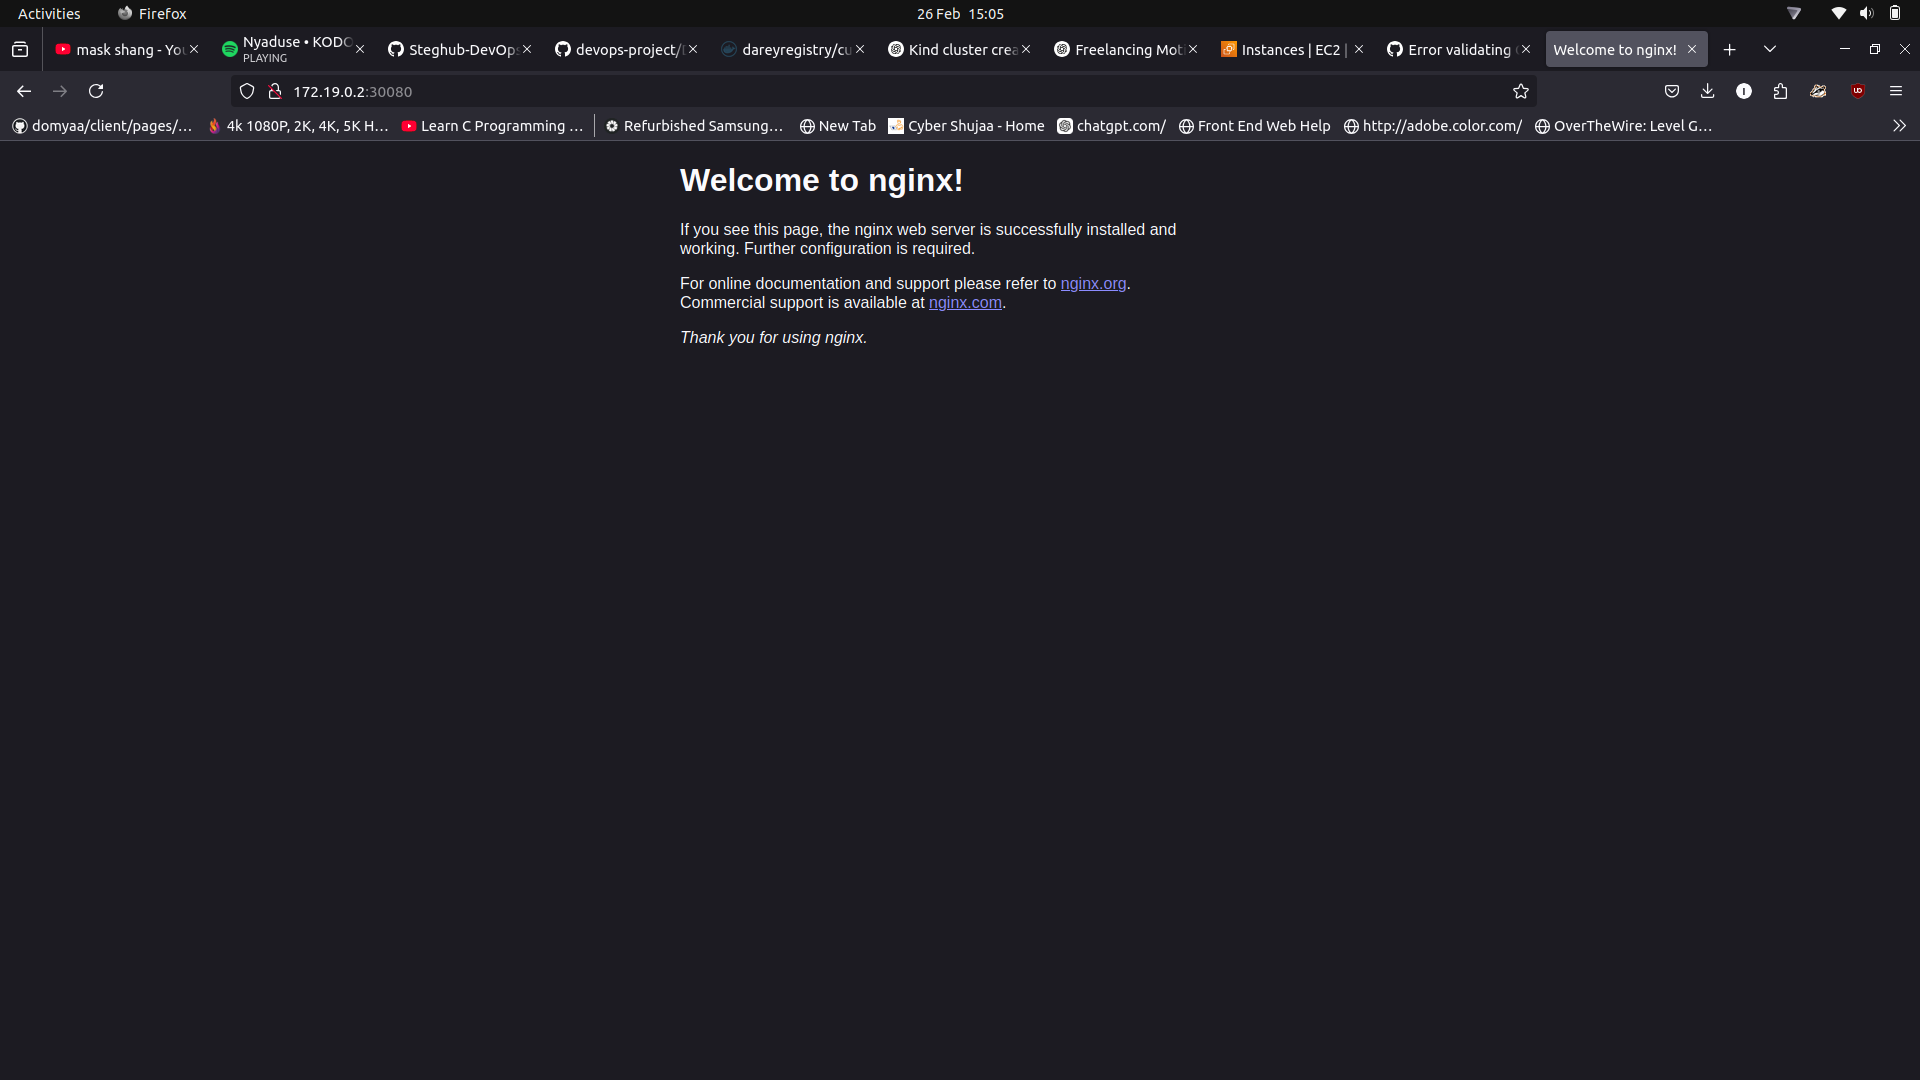 Activities
Firefox
26 Feb 15:05
mask shang - You
Nyaduse • KODO
PLAYING
Steghub-DevOps
devops-project/
dareyregistry/cu
Kind cluster crea
Freelancing Moti
Instances | EC2 |
Error validating
Welcome to nginx!
172.19.0.2:30080
domyaa/client/pages/…
4k 1080P, 2K, 4K, 5K H…
Learn C Programming …
Refurbished Samsung…
New Tab
Cyber Shujaa - Home
chatgpt.com/
Front End Web Help
http://adobe.color.com/
OverTheWire: Level G…
Welcome to nginx!
If you see this page, the nginx web server is successfully installed and
working. Further configuration is required.
For online documentation and support please refer to nginx.org.
Commercial support is available at nginx.com.
Thank you for using nginx.